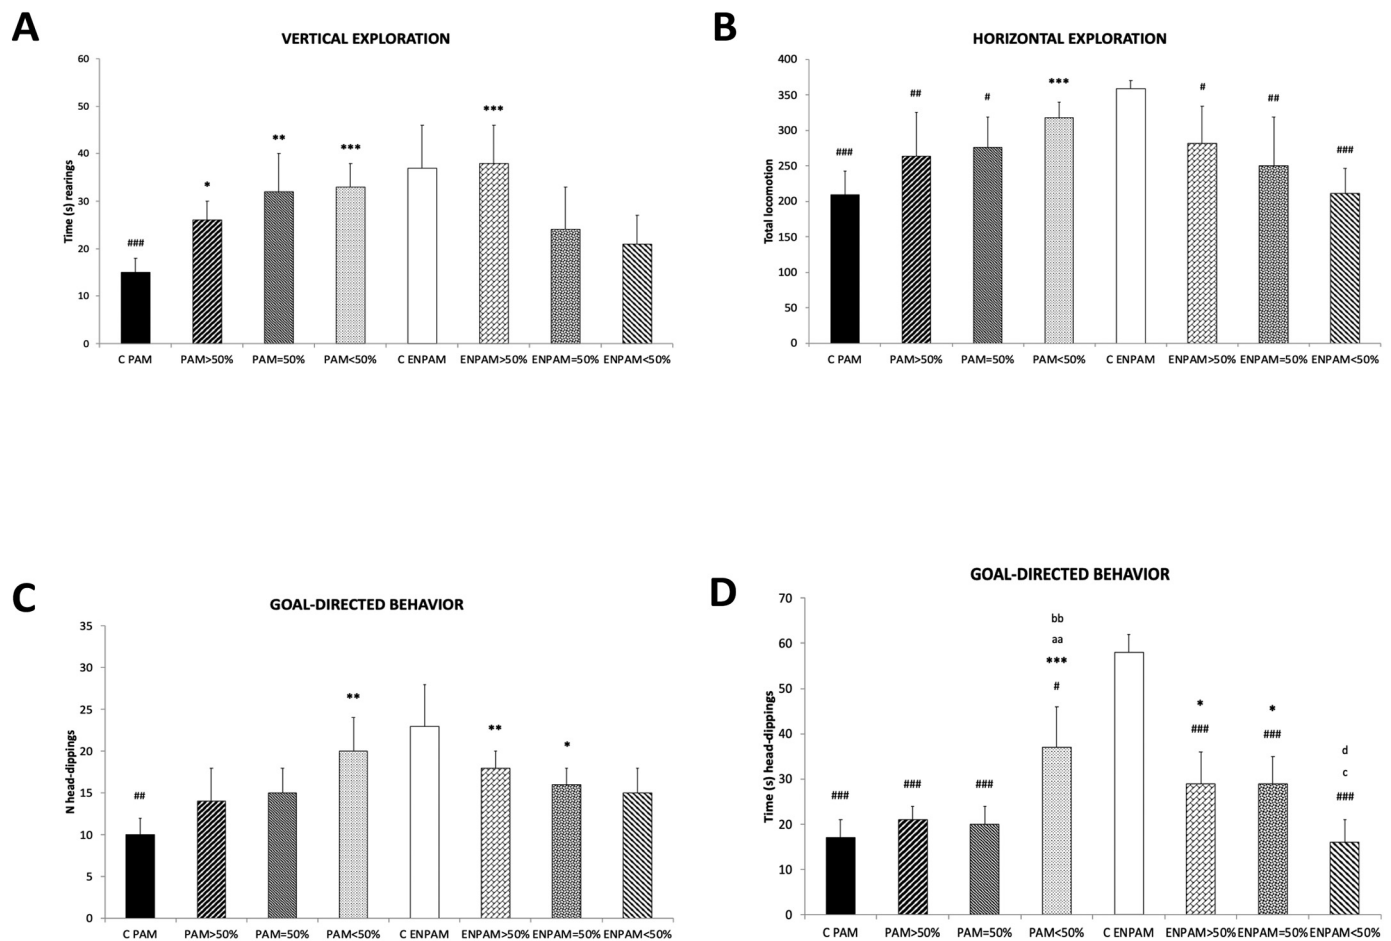 A
VERTICAL EXPLORATION
Time (s) rearings
60
50
40
30
20
10
0
###
*
**
***
***
C PAM PAM>50% PAM=50% PAM<50% C ENPAM ENPAM>50% ENPAM=50% ENPAM<50%
B
HORIZONTAL EXPLORATION
Total locomotion
400
350
300
250
200
150
100
50
0
###
##
#
***
#
##
###
C PAM PAM>50% PAM=50% PAM<50% C ENPAM ENPAM>50% ENPAM=50% ENPAM<50%
C
GOAL-DIRECTED BEHAVIOR
N head-dippings
35
30
25
20
15
10
5
0
##
**
**
*
C PAM PAM>50% PAM=50% PAM<50% C ENPAM ENPAM>50% ENPAM=50% ENPAM<50%
D
GOAL-DIRECTED BEHAVIOR
Time (s) head-dippings
70
60
50
40
30
20
10
0
###
###
###
bb
aa
***
#
*
###
*
###
d
c
###
C PAM PAM>50% PAM=50% PAM<50% C ENPAM ENPAM>50% ENPAM=50% ENPAM<50%